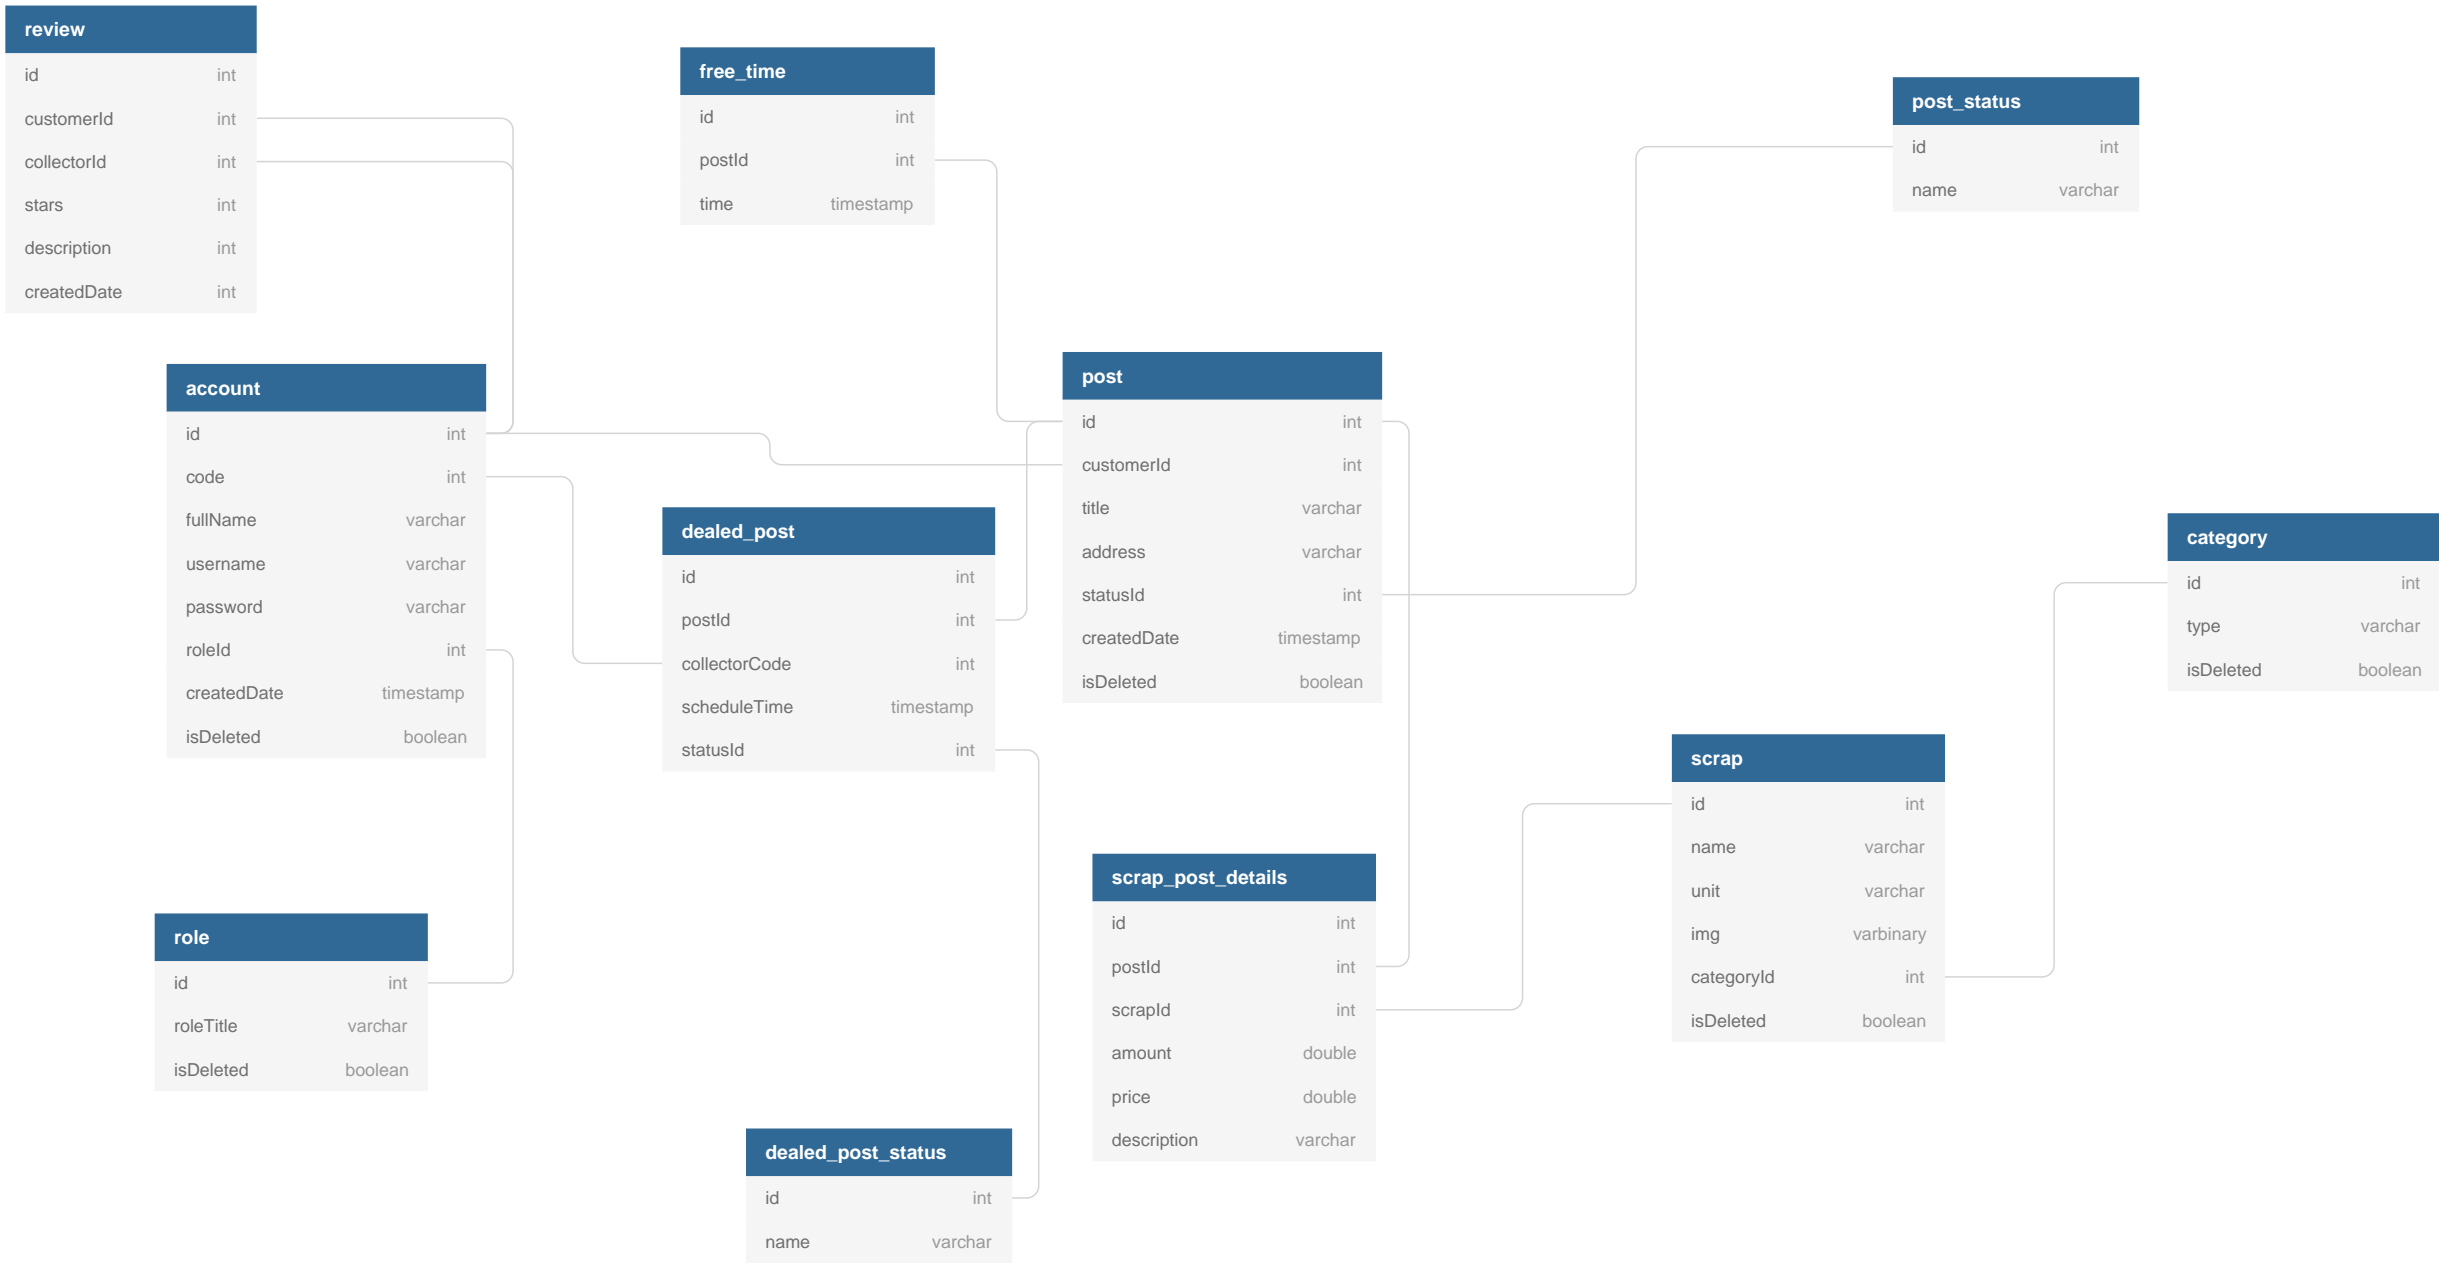 review
id int
customerId int
collectorId int
stars int
description int
createdDate int
free_time
id int
postId int
time timestamp
post_status
id int
name varchar
account
id int
code int
fullName varchar
username varchar
password varchar
roleId int
createdDate timestamp
isDeleted boolean
post
id int
customerId int
title varchar
address varchar
statusId int
createdDate timestamp
isDeleted boolean
dealed_post
id int
postId int
collectorCode int
scheduleTime timestamp
statusId int
category
id int
type varchar
isDeleted boolean
scrap
id int
name varchar
unit varchar
img varbinary
categoryId int
isDeleted boolean
scrap_post_details
id int
postId int
scrapId int
amount double
price double
description varchar
role
id int
roleTitle varchar
isDeleted boolean
dealed_post_status
id int
name varchar